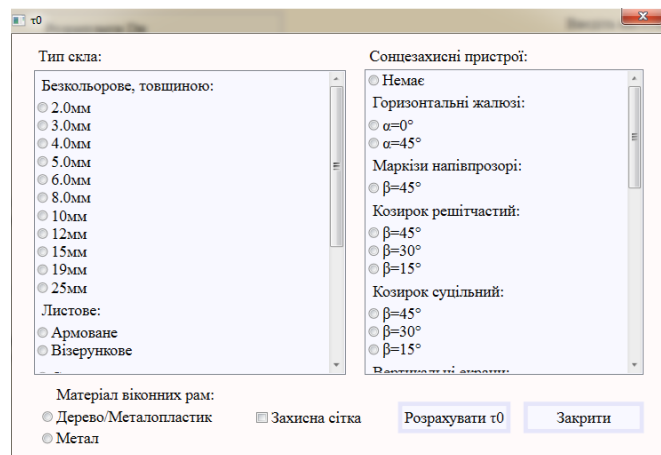 τ0
Тип скла:
Безкольорове, товщиною:
2.0мм
3.0мм
4.0мм
5.0мм
6.0мм
8.0мм
10мм
12мм
15мм
19мм
25мм
Листове:
Армоване
Візерункове
Сонцезахисні пристрої:
Немає
Горизонтальні жалюзі:
α=0°
α=45°
Маркізи напівпрозорі:
β=45°
Козирок решітчастий:
β=45°
β=30°
β=15°
Козирок суцільний:
β=45°
β=30°
β=15°
Вертикальні екрани:
Матеріал віконних рам:
Дерево/Металопластик
Метал
Захисна сітка
Розрахувати τ0
Закрити